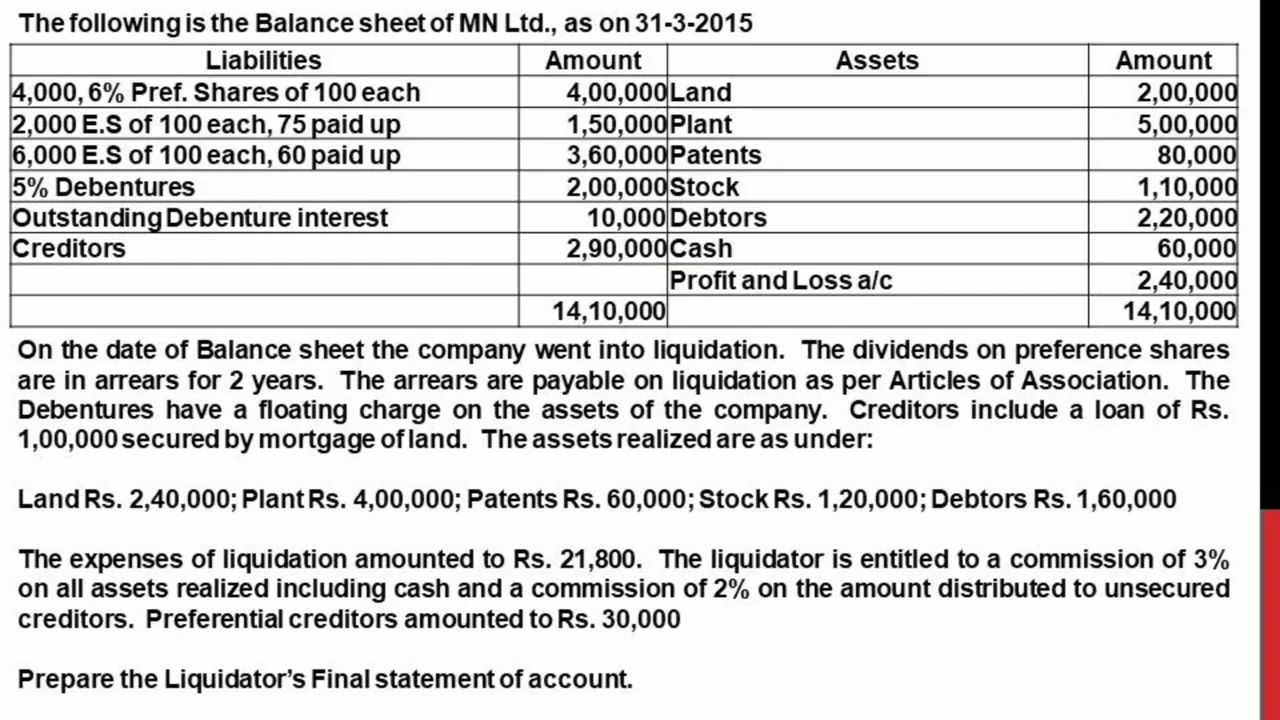 The following is the Balance sheet of MN Ltd., as on 31-3-2015
Liabilities Amount Assets Amount
4,000, 6% Pref. Shares of 100 each 4,00,000 Land 2,00,000
2,000 E.S of 100 each, 75 paid up 1,50,000 Plant 5,00,000
6,000 E.S of 100 each, 60 paid up 3,60,000 Patents 80,000
5% Debentures 2,00,000 Stock 1,10,000
Outstanding Debenture interest 10,000 Debtors 2,20,000
Creditors 2,90,000 Cash 60,000
Profit and Loss a/c 2,40,000
14,10,000 14,10,000
On the date of Balance sheet the company went into liquidation. The dividends on preference shares
are in arrears for 2 years. The arrears are payable on liquidation as per Articles of Association. The
Debentures have a floating charge on the assets of the company. Creditors include a loan of Rs.
1,00,000 secured by mortgage of land. The assets realized are as under:
Land Rs. 2,40,000; Plant Rs. 4,00,000; Patents Rs. 60,000; Stock Rs. 1,20,000; Debtors Rs. 1,60,000
The expenses of liquidation amounted to Rs. 21,800. The liquidator is entitled to a commission of 3%
on all assets realized including cash and a commission of 2% on the amount distributed to unsecured
creditors. Preferential creditors amounted to Rs. 30,000
Prepare the Liquidator's Final statement of account.